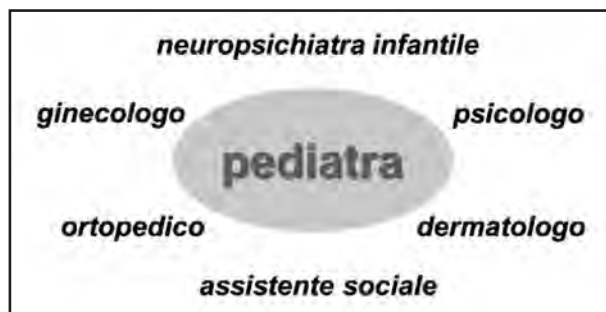 neuropsichiatra infantile
ginecologo
psicologo
pediatra
ortopedico
dermatologo
assistente sociale